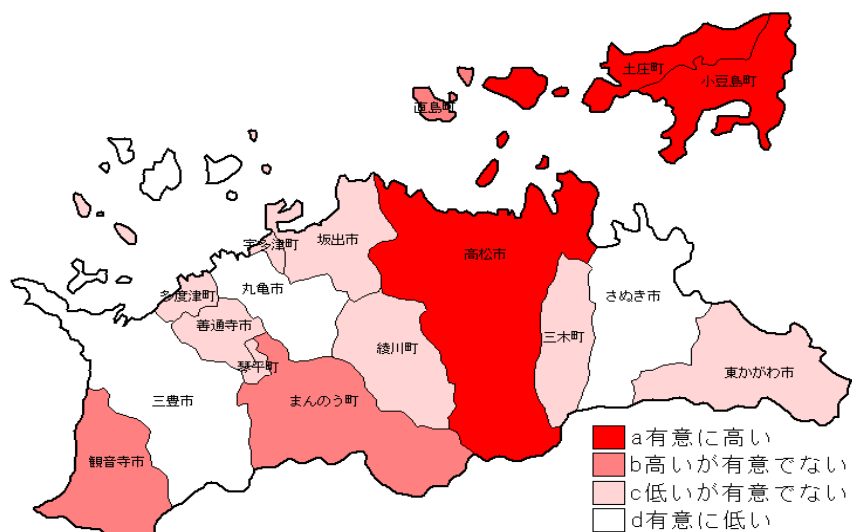 土庄町
小豆島町
直島町
坂出市
宇多津町
高松市
丸亀市
多度津町
さぬき市
善通寺市
三木町
綾川町
琴平町
東かがわ市
まんのう町
三豊市
観音寺市
a有意に高い
b高いが有意でない
c低いが有意でない
d有意に低い